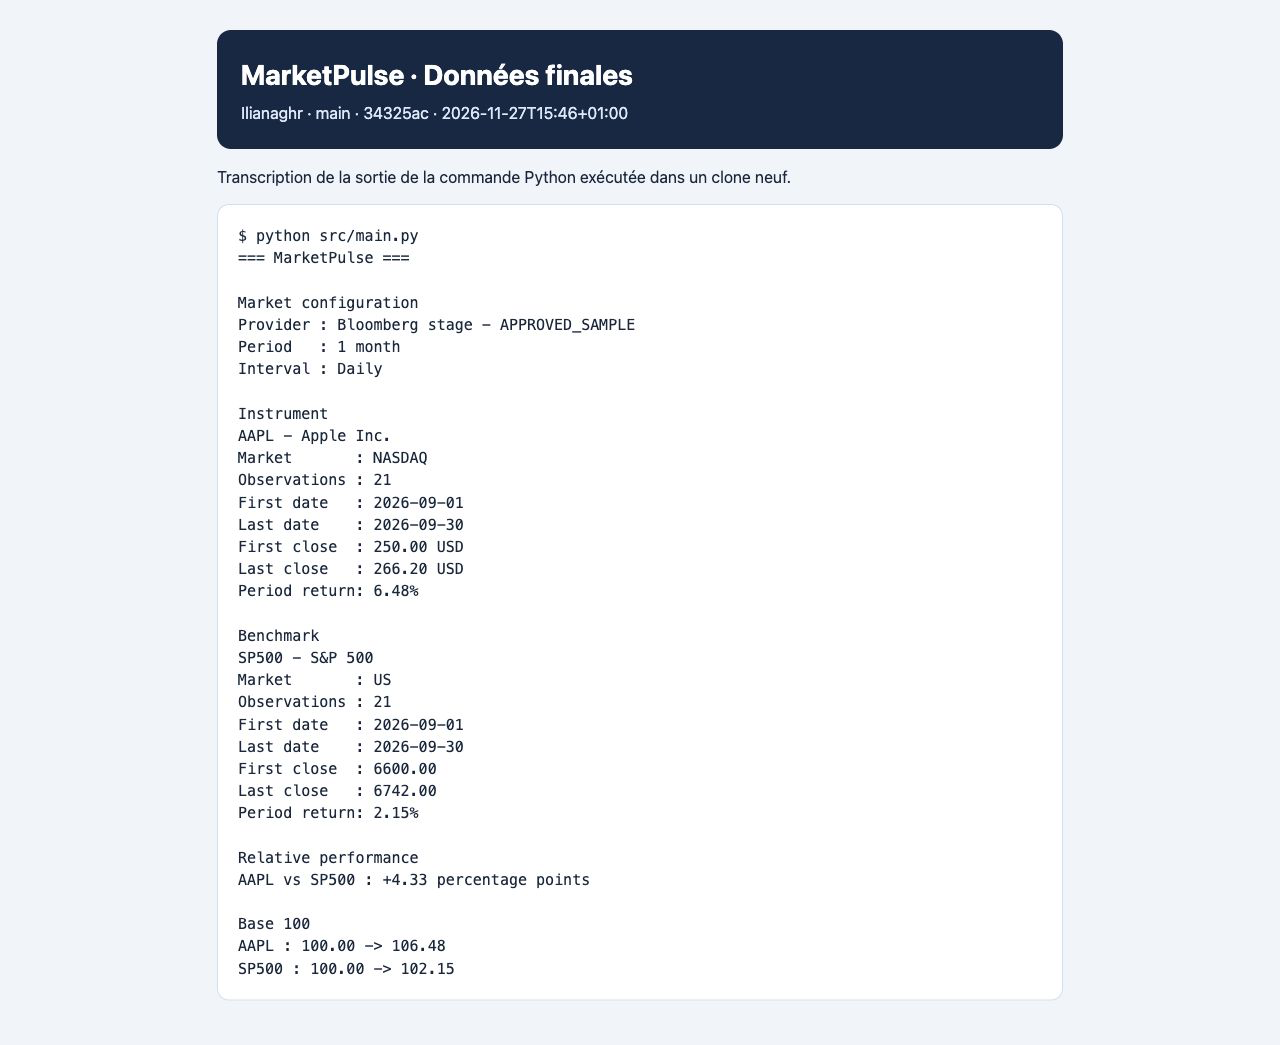 MarketPulse · Données finales
Ilianaghr · main · 34325ac · 2026-11-27T15:46+01:00
Transcription de la sortie de la commande Python exécutée dans un clone neuf.
$ python src/main.py
=== MarketPulse ===
Market configuration
Provider : Bloomberg stage – APPROVED_SAMPLE
Period   : 1 month
Interval : Daily
Instrument
AAPL – Apple Inc.
Market       : NASDAQ
Observations : 21
First date   : 2026-09-01
Last date    : 2026-09-30
First close  : 250.00 USD
Last close   : 266.20 USD
Period return: 6.48%
Benchmark
SP500 – S&P 500
Market       : US
Observations : 21
First date   : 2026-09-01
Last date    : 2026-09-30
First close  : 6600.00
Last close   : 6742.00
Period return: 2.15%
Relative performance
AAPL vs SP500 : +4.33 percentage points
Base 100
AAPL : 100.00 -> 106.48
SP500 : 100.00 -> 102.15